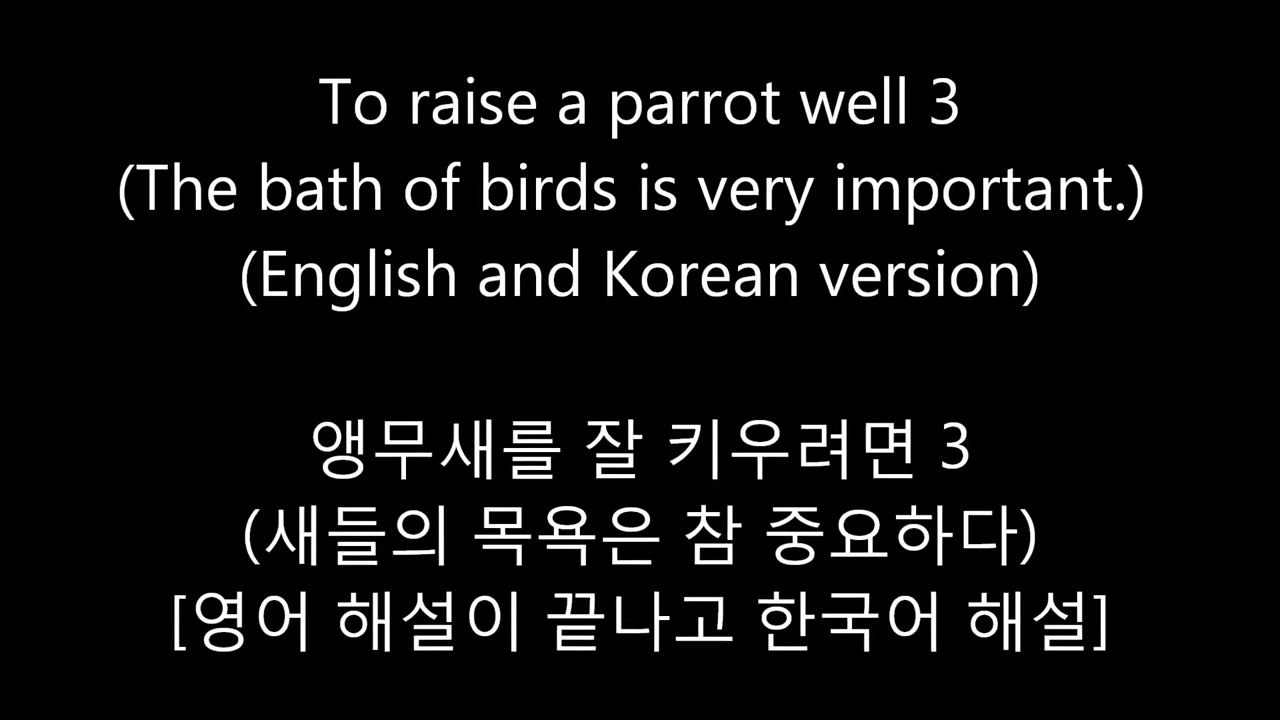 To raise a parrot well 3
(The bath of birds is very important.)
(English and Korean version)
앵무새를 잘 키우려면 3
(새들의 목욕은 참 중요하다)
[영어 해설이 끝나고 한국어 해설]